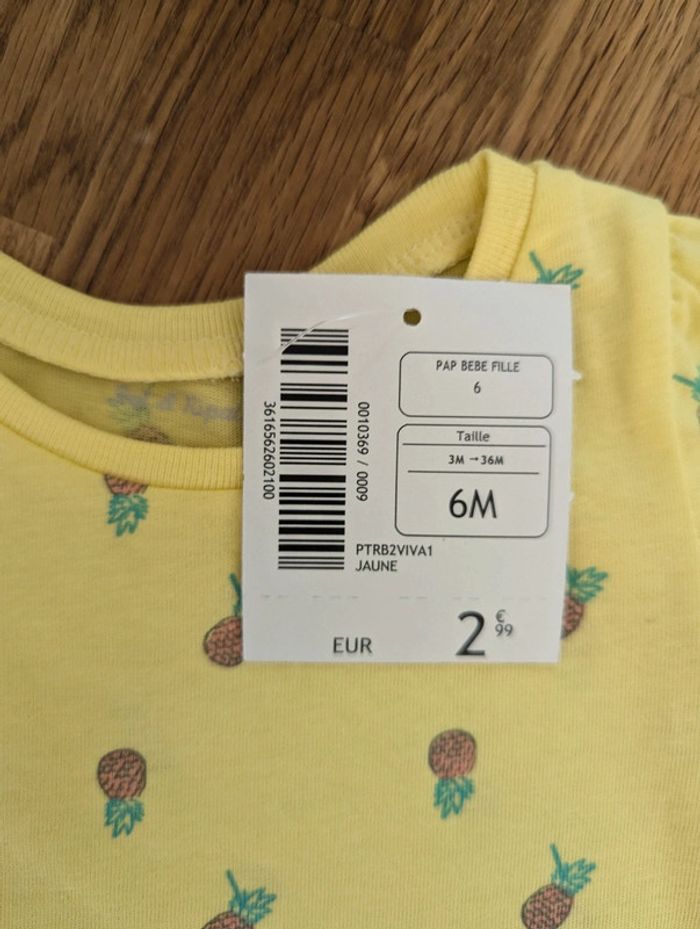 PAP BEBE FILLE
6
Taille
3M → 36M
6M
0010369 / 0009
3616562602100
PTRB2VIVA1
JAUNE
EUR
2 €99